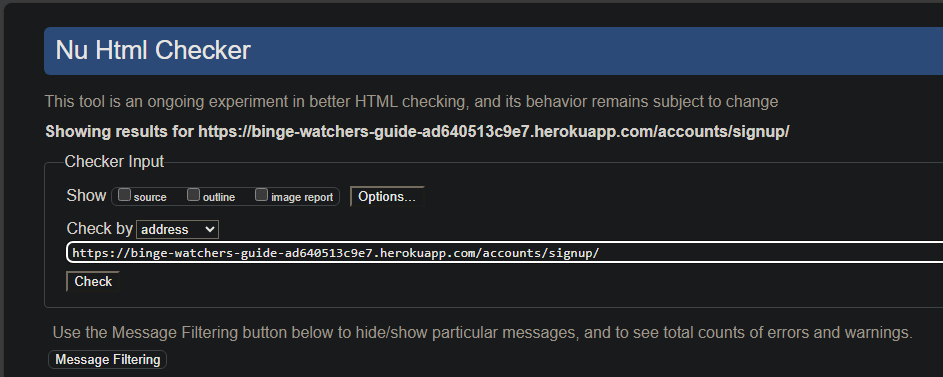 Nu Html Checker
This tool is an ongoing experiment in better HTML checking, and its behavior remains subject to change
Showing results for https://binge-watchers-guide-ad640513c9e7.herokuapp.com/accounts/signup/
Checker Input
Show source outline image report Options...
Check by address
https://binge-watchers-guide-ad640513c9e7.herokuapp.com/accounts/signup/
Check
Use the Message Filtering button below to hide/show particular messages, and to see total counts of errors and warnings.
Message Filtering